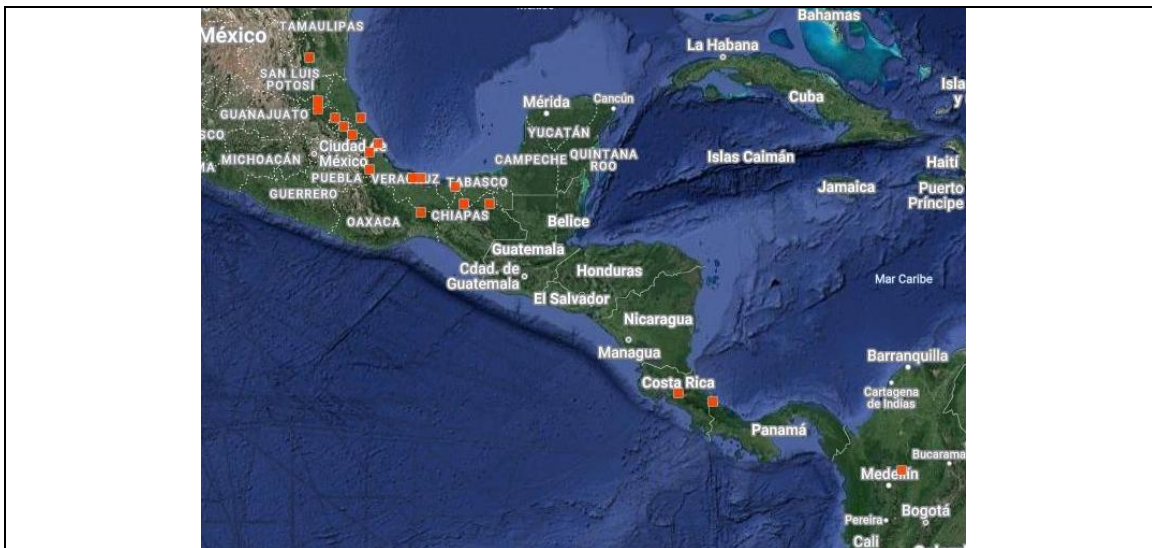 TAMAULIPAS
Bahamas
México
La Habana
SAN LUIS
POTOSÍ
Cuba
Mérida
Cancún
GUANAJUATO
YUCATÁN
Ciudad de
México
MICHOACÁN
CAMPECHE
QUINTANA
ROO
Islas Caimán
Haití
PUEBLA
VERACRUZ
TABASCO
Jamaica
Puerto
Príncipe
GUERRERO
OAXACA
CHIAPAS
Belice
Guatemala
Cdad. de
Guatemala
Honduras
Mar Caribe
El Salvador
Nicaragua
Managua
Barranquilla
Costa Rica
Cartagena
de Indias
Panamá
Bucarama
Medellín
Pereira
Bogotá
Cali